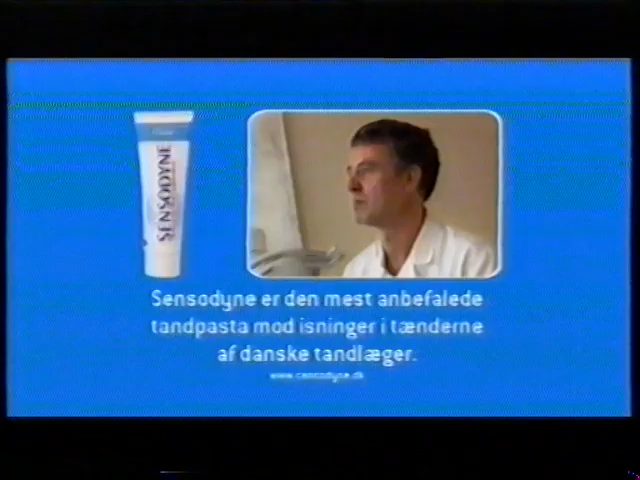 SENSODYNE
Sensodyne er den mest anbefalede
tandpasta mod isninger i tænderne
af danske tandlæger.
www.sensodyne.dk